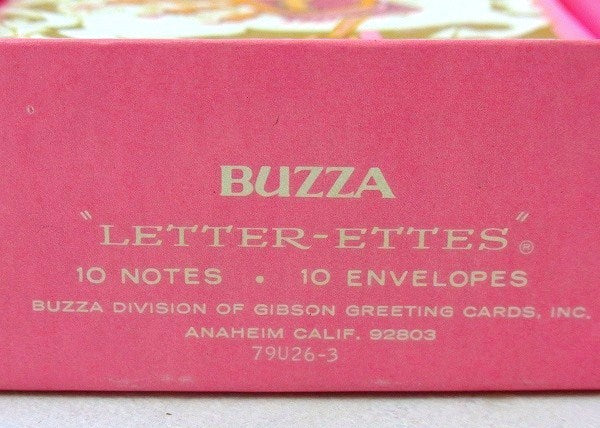 BUZZA
"LETTER-ETTES"®
10 NOTES • 10 ENVELOPES
BUZZA DIVISION OF GIBSON GREETING CARDS, INC.
ANAHEIM CALIF. 92803
79U26-3